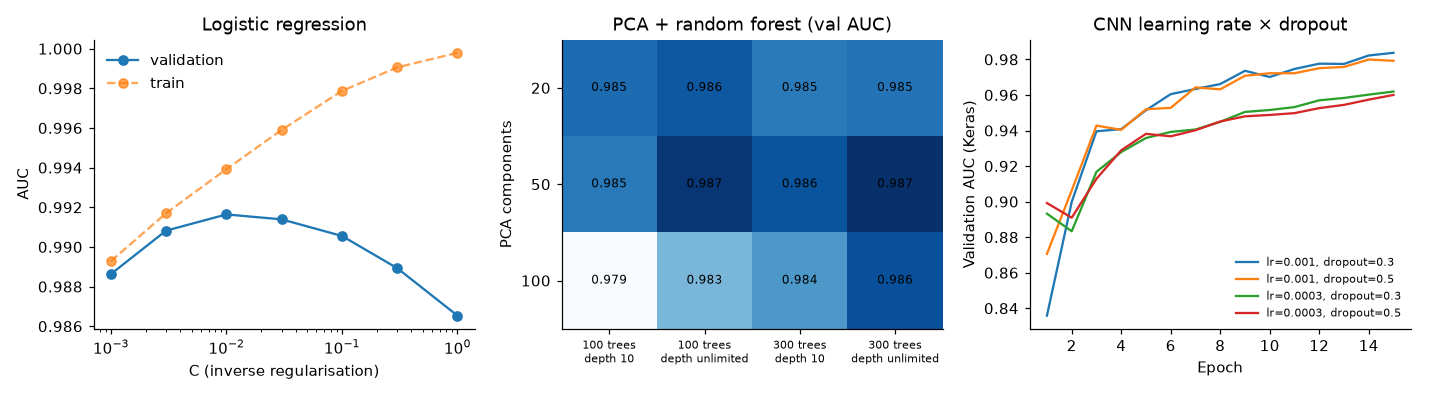 Logistic regression
1.000
0.998
0.996
0.994
0.992
0.990
0.988
0.986
AUC
validation
train
10⁻³
10⁻²
10⁻¹
10⁰
C (inverse regularisation)
PCA + random forest (val AUC)
PCA components
20
50
100
0.985 0.986 0.985 0.985
0.985 0.987 0.986 0.987
0.979 0.983 0.984 0.986
100 trees
depth 10
100 trees
depth unlimited
300 trees
depth 10
300 trees
depth unlimited
CNN learning rate × dropout
Validation AUC (Keras)
0.98
0.96
0.94
0.92
0.90
0.88
0.86
0.84
lr=0.001, dropout=0.3
lr=0.001, dropout=0.5
lr=0.0003, dropout=0.3
lr=0.0003, dropout=0.5
2 4 6 8 10 12 14
Epoch